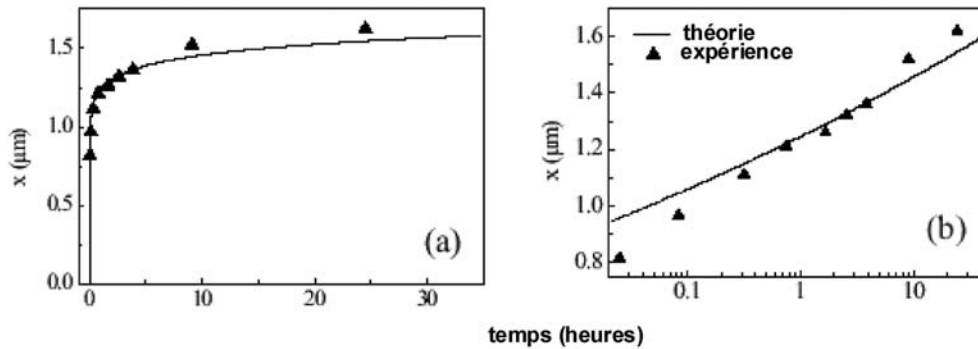 1.5
1.0
0.5
0.0
x (μm)
0
10
20
30
(a)
1.6
1.4
1.2
1.0
0.8
x (μm)
0.1
1
10
théorie
expérience
(b)
temps (heures)